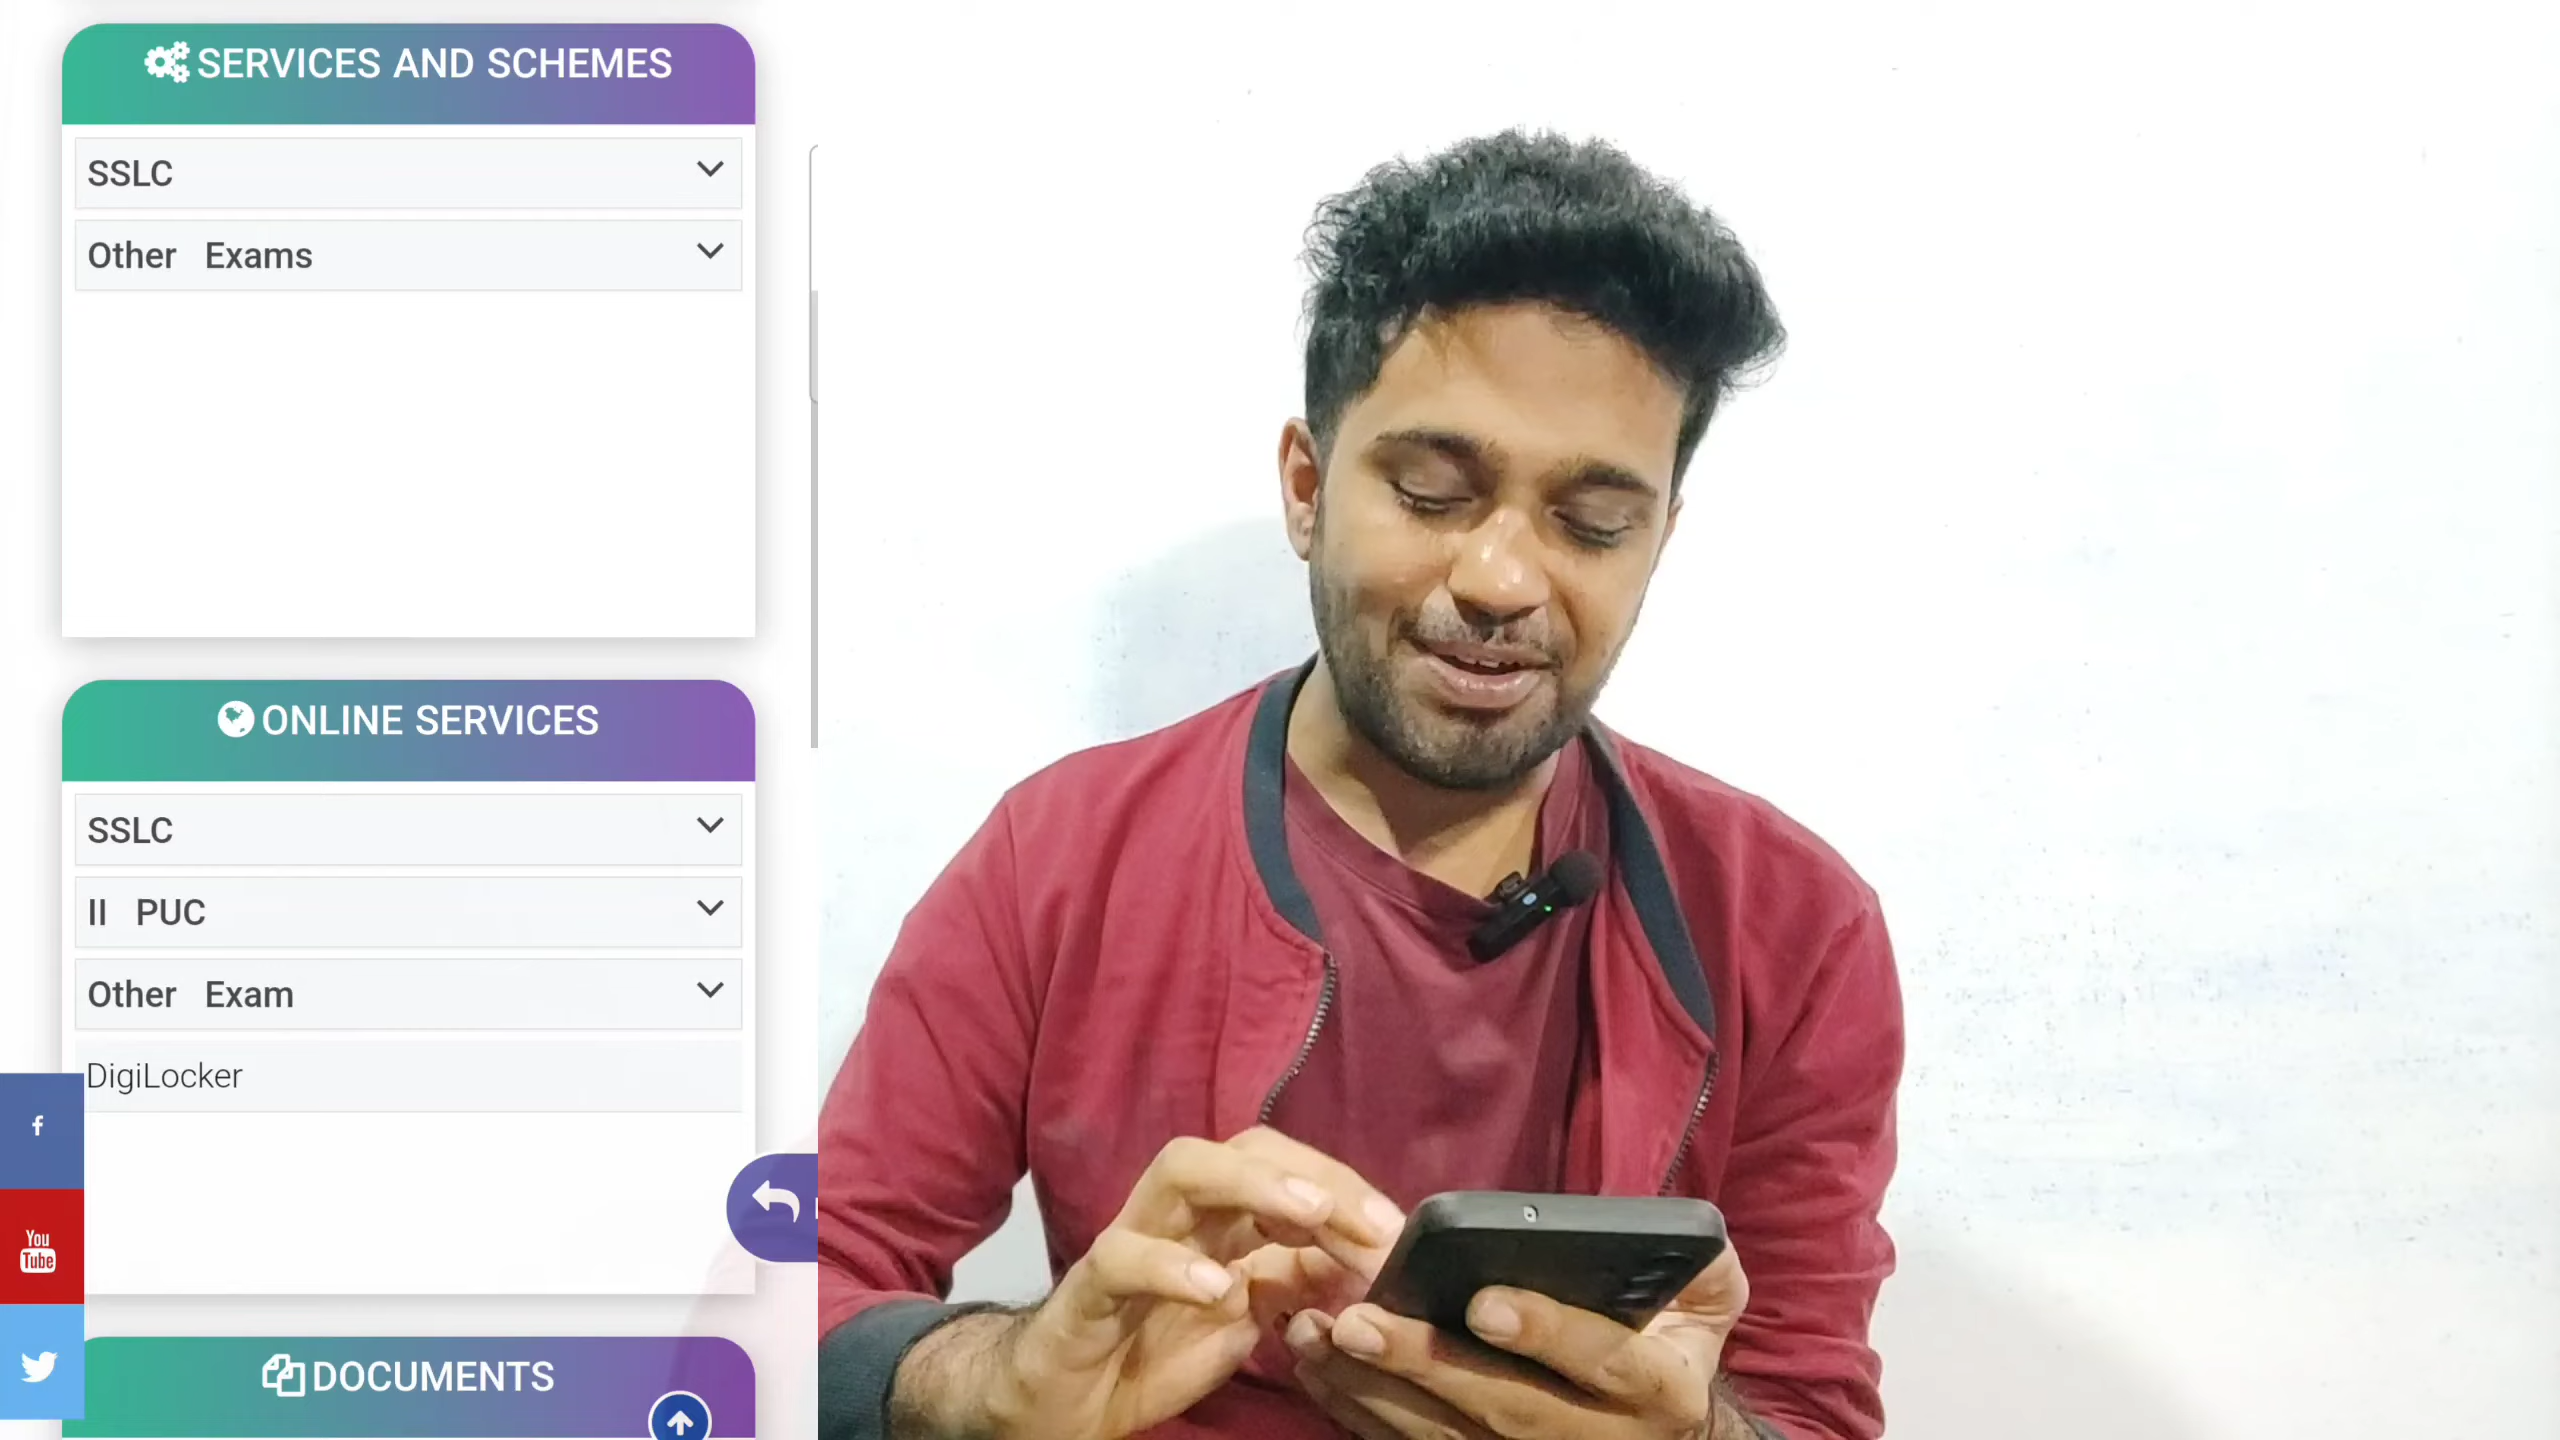 SERVICES AND SCHEMES
SSLC
Other Exams
ONLINE SERVICES
SSLC
II PUC
Other Exam
DigiLocker
f
You
Tube
DOCUMENTS